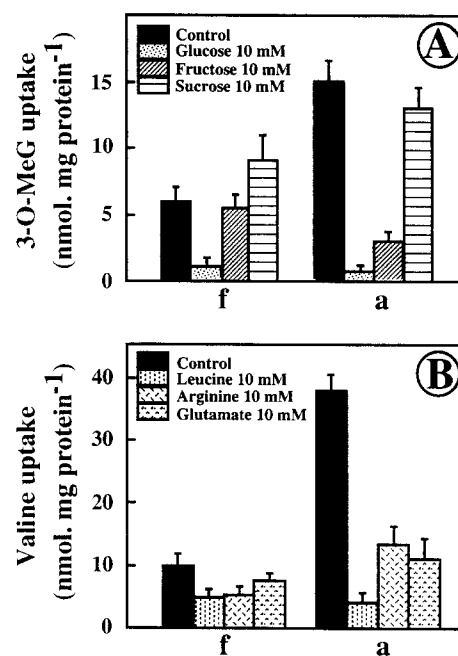 A
Control
Glucose 10 mM
Fructose 10 mM
Sucrose 10 mM
3-O-MeG uptake
(nmol. mg protein-1)
15
10
5
0
f
a
B
Control
Leucine 10 mM
Arginine 10 mM
Glutamate 10 mM
Valine uptake
(nmol. mg protein-1)
40
30
20
10
0
f
a